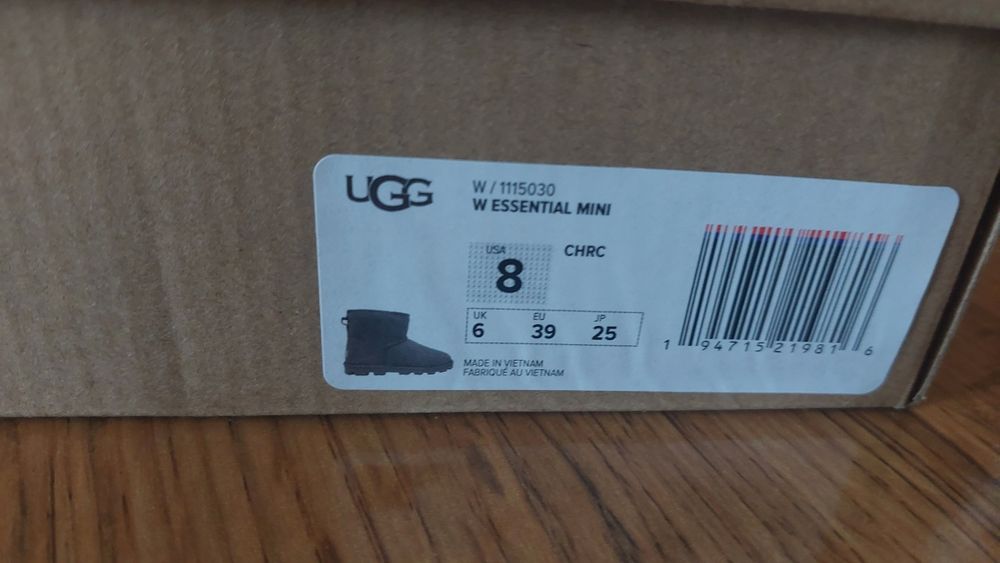 UGG
W / 1115030
W ESSENTIAL MINI
USA
8
CHRC
UK EU JP
6 39 25
MADE IN VIETNAM
FABRIQUÉ AU VIETNAM
1 94715 21981 6